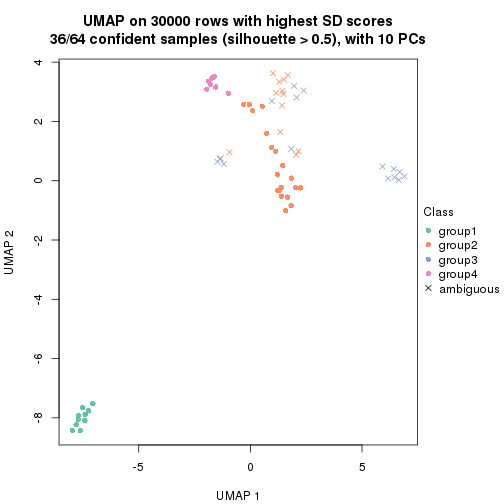 UMAP on 30000 rows with highest SD scores
36/64 confident samples (silhouette > 0.5), with 10 PCs
4
2
0
-2
-4
-6
-8
UMAP 2
-5
0
5
UMAP 1
Class
group1
group2
group3
group4
ambiguous